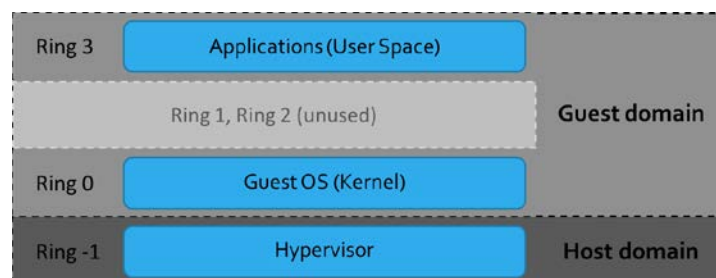 Ring 3
Applications (User Space)
Ring 1, Ring 2 (unused)
Guest domain
Ring 0
Guest OS (Kernel)
Ring -1
Hypervisor
Host domain